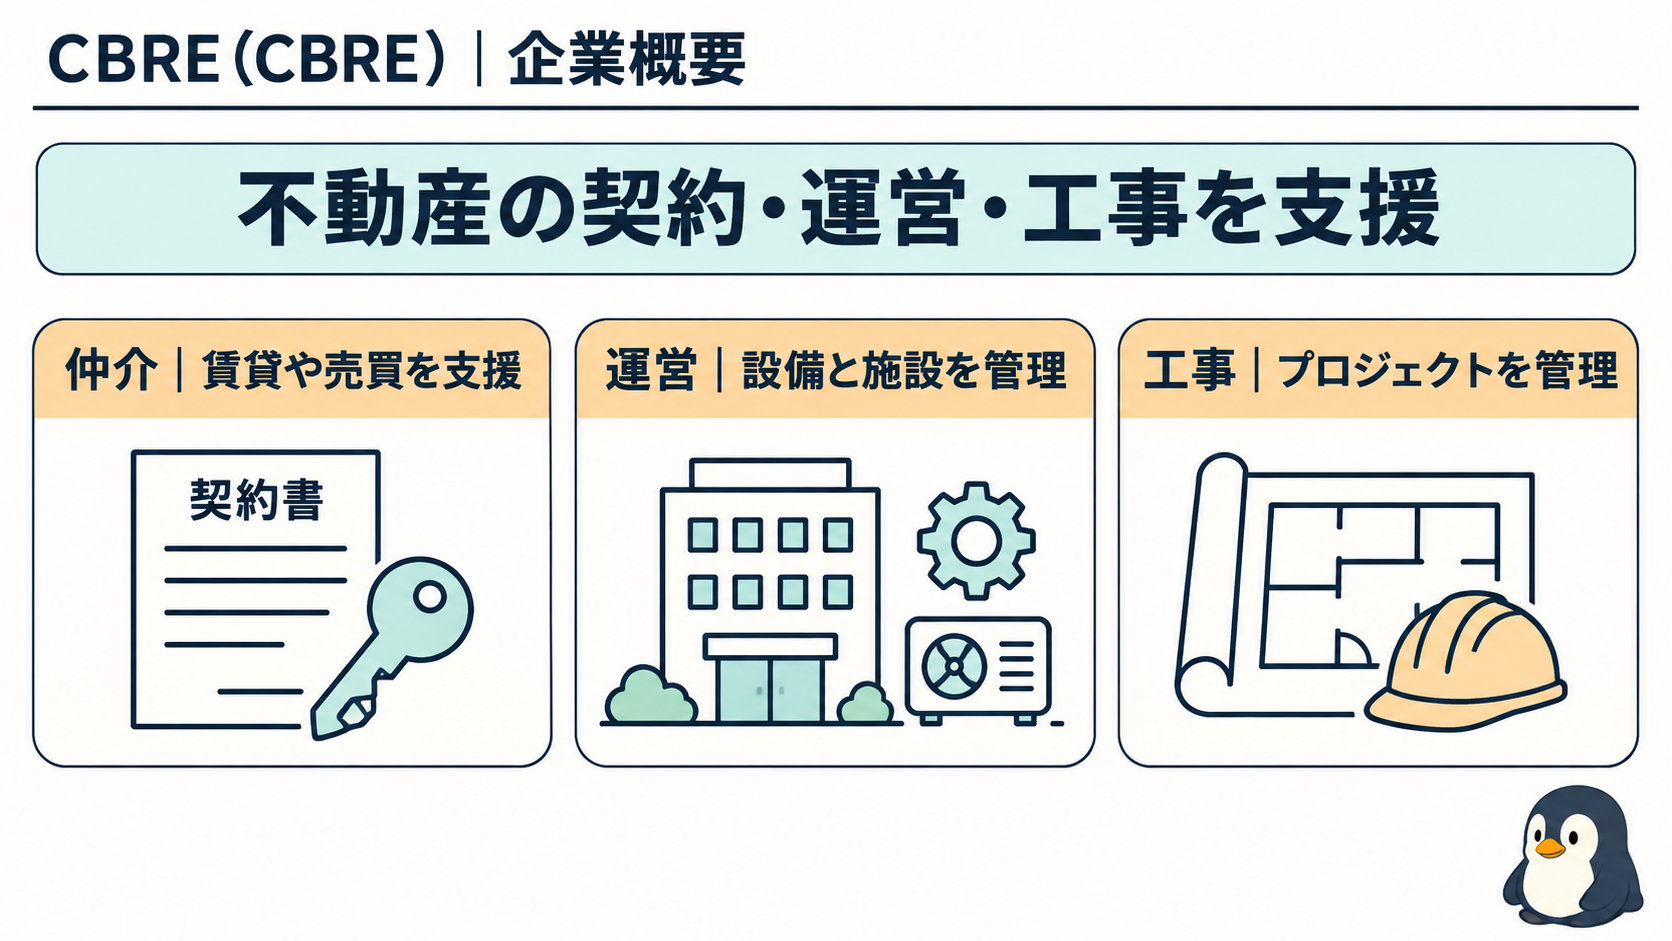 CBRE（CBRE）｜企業概要
不動産の契約・運営・工事を支援
仲介｜賃貸や売買を支援
運営｜設備と施設を管理
工事｜プロジェクトを管理
契約書